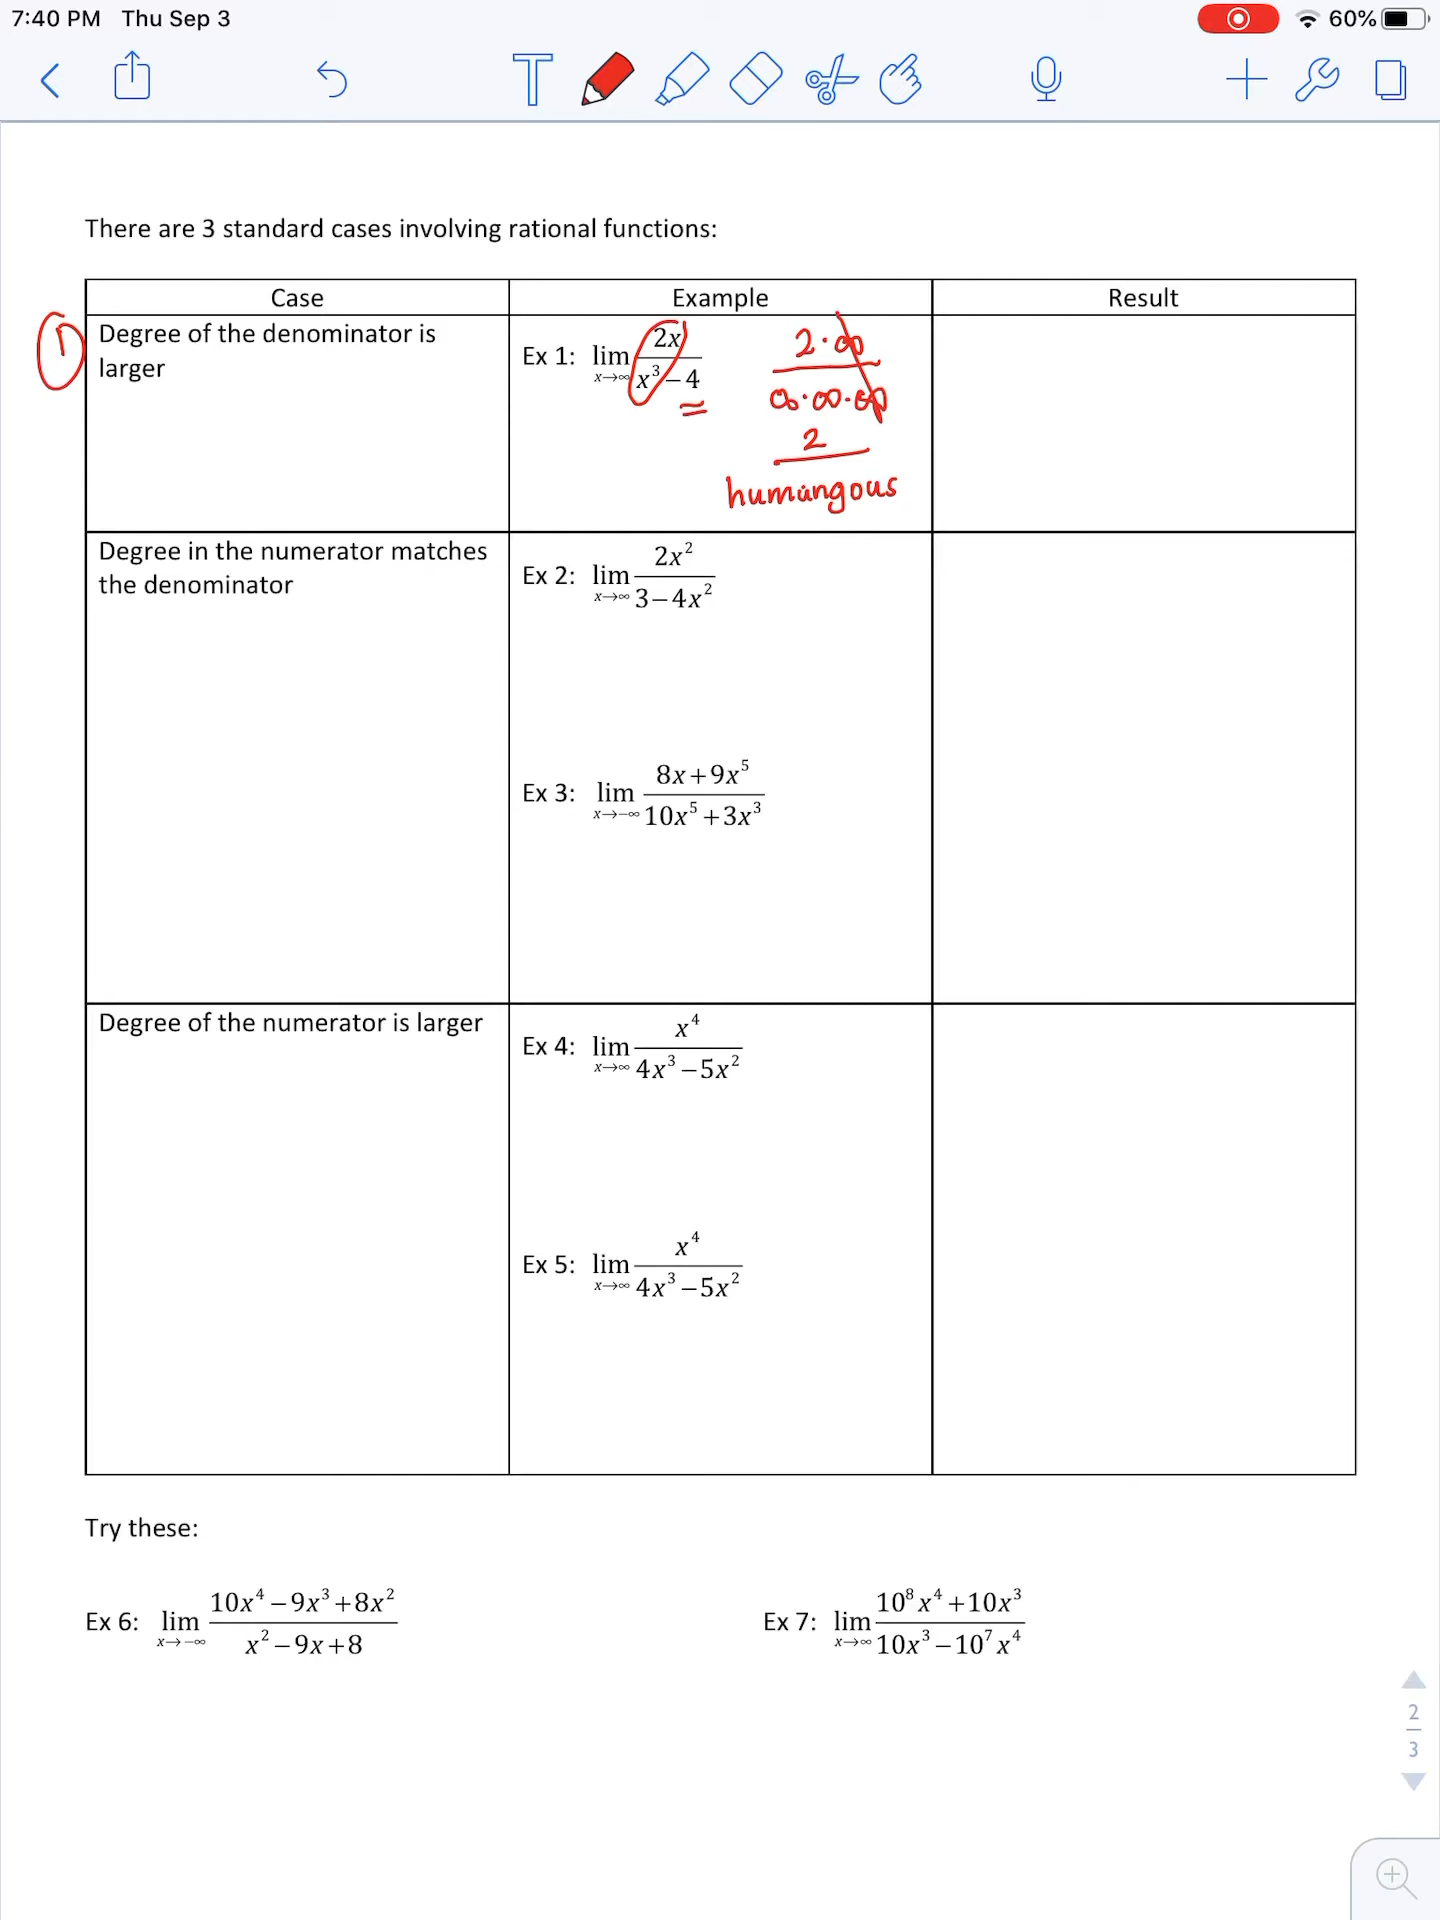 7:40 PM Thu Sep 3
60%
There are 3 standard cases involving rational functions:
Case Example Result
1 Degree of the denominator is larger
Ex 1: lim x→∞ 2x / x³ − 4 =
2·∞ / ∞·∞·∞
2 / humungous
Degree in the numerator matches
the denominator
Ex 2: lim x→∞ 2x² / 3−4x²
Ex 3: lim x→−∞ 8x+9x⁵ / 10x⁵+3x³
Degree of the numerator is larger
Ex 4: lim x→∞ x⁴ / 4x³−5x²
Ex 5: lim x→∞ x⁴ / 4x³−5x²
Try these:
Ex 6: lim x→−∞ 10x⁴−9x³+8x² / x²−9x+8
Ex 7: lim x→∞ 10⁸x⁴+10x³ / 10x³−10⁷x⁴
2
3